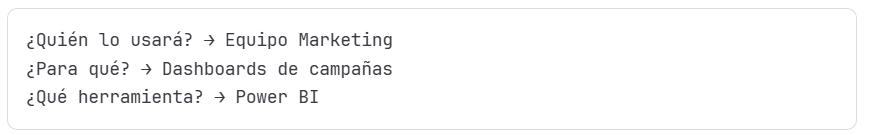 ¿Quién lo usará? → Equipo Marketing
¿Para qué? → Dashboards de campañas
¿Qué herramienta? → Power BI